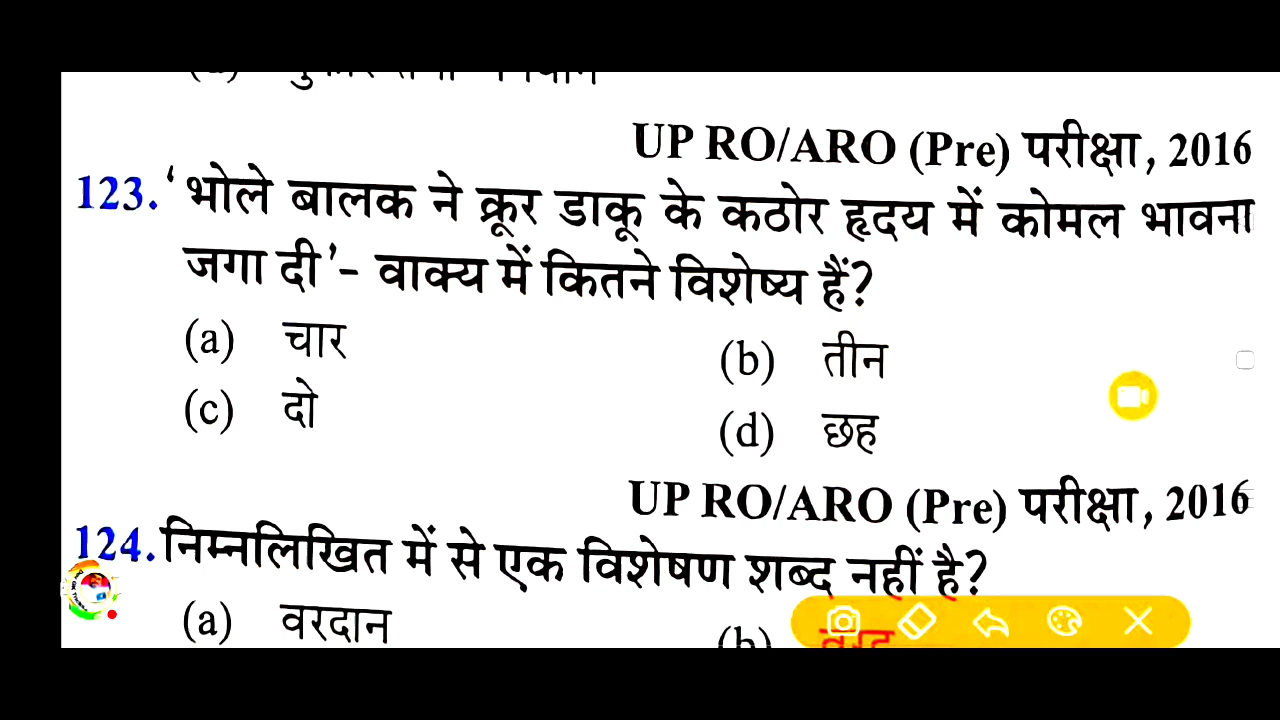 UP RO/ARO (Pre) परीक्षा, 2016
123. ‘भोले बालक ने क्रूर डाकू के कठोर हृदय में कोमल भावना
जगा दी’- वाक्य में कितने विशेष्य हैं?
(a) चार
(b) तीन
(c) दो
(d) छह
UP RO/ARO (Pre) परीक्षा, 2016
124. निम्नलिखित में से एक विशेषण शब्द नहीं है?
(a) वरदान
(b)